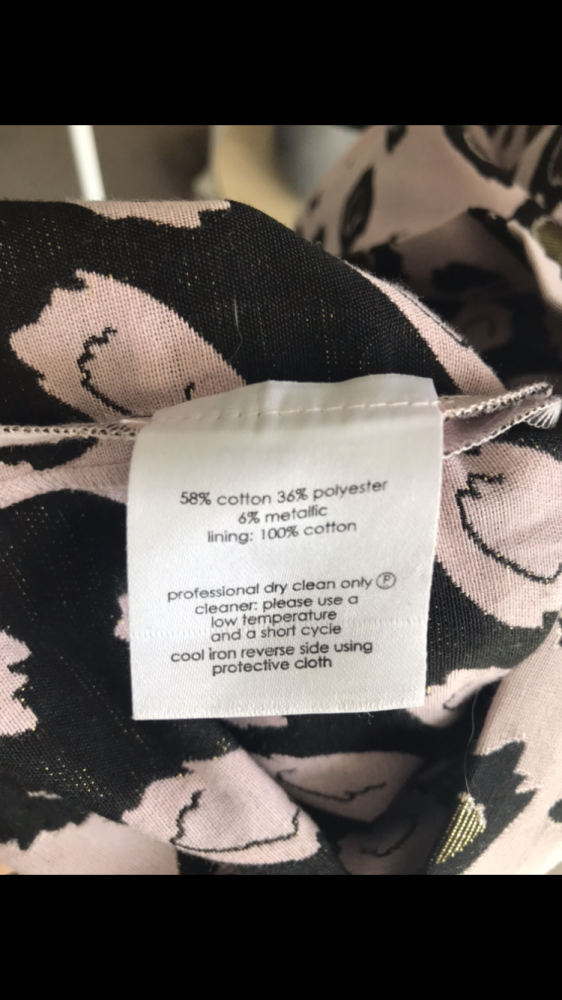 58% cotton 36% polyester
6% metallic
lining: 100% cotton
professional dry clean only Ⓟ
cleaner: please use a
low temperature
and a short cycle
cool iron reverse side using
protective cloth